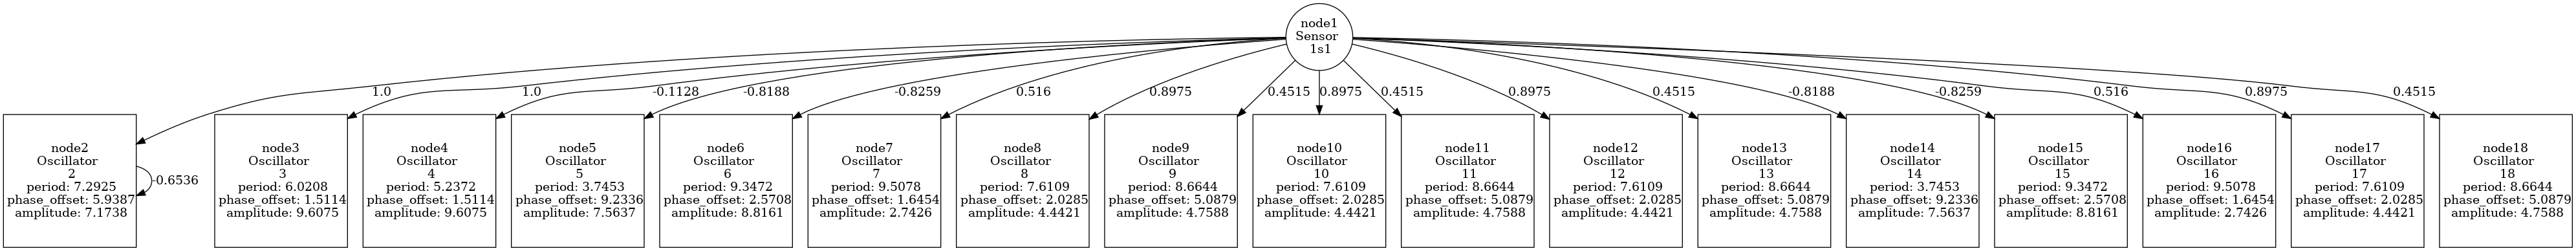 node1
Sensor
1s1
1.0
1.0
-0.1128
-0.8188
-0.8259
0.516
0.8975
0.4515
0.8975
0.4515
0.8975
0.4515
-0.8188
-0.8259
0.516
0.8975
0.4515
node2
Oscillator
2
period: 7.2925
phase_offset: 5.9387
amplitude: 7.1738
-0.6536
node3
Oscillator
3
period: 6.0208
phase_offset: 1.5114
amplitude: 9.6075
node4
Oscillator
4
period: 5.2372
phase_offset: 1.5114
amplitude: 9.6075
node5
Oscillator
5
period: 3.7453
phase_offset: 9.2336
amplitude: 7.5637
node6
Oscillator
6
period: 9.3472
phase_offset: 2.5708
amplitude: 8.8161
node7
Oscillator
7
period: 9.5078
phase_offset: 1.6454
amplitude: 2.7426
node8
Oscillator
8
period: 7.6109
phase_offset: 2.0285
amplitude: 4.4421
node9
Oscillator
9
period: 8.6644
phase_offset: 5.0879
amplitude: 4.7588
node10
Oscillator
10
period: 7.6109
phase_offset: 2.0285
amplitude: 4.4421
node11
Oscillator
11
period: 8.6644
phase_offset: 5.0879
amplitude: 4.7588
node12
Oscillator
12
period: 7.6109
phase_offset: 2.0285
amplitude: 4.4421
node13
Oscillator
13
period: 8.6644
phase_offset: 5.0879
amplitude: 4.7588
node14
Oscillator
14
period: 3.7453
phase_offset: 9.2336
amplitude: 7.5637
node15
Oscillator
15
period: 9.3472
phase_offset: 2.5708
amplitude: 8.8161
node16
Oscillator
16
period: 9.5078
phase_offset: 1.6454
amplitude: 2.7426
node17
Oscillator
17
period: 7.6109
phase_offset: 2.0285
amplitude: 4.4421
node18
Oscillator
18
period: 8.6644
phase_offset: 5.0879
amplitude: 4.7588